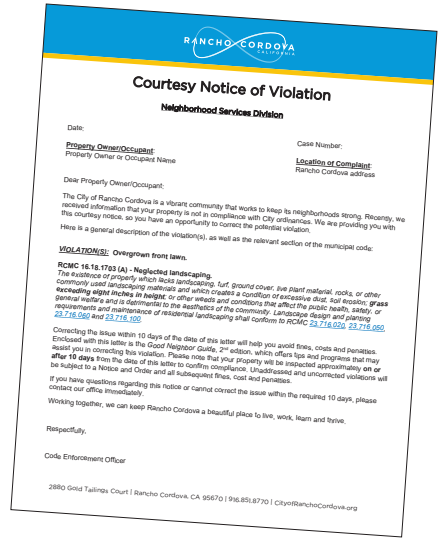 RANCHO CORDOVA
CALIFORNIA
Courtesy Notice of Violation
Neighborhood Services Division
Date:
Case Number:
Property Owner/Occupant:
Property Owner or Occupant Name
Location of Complaint:
Rancho Cordova address
Dear Property Owner/Occupant:
The City of Rancho Cordova is a vibrant community that works to keep its neighborhoods strong. Recently, we
received information that your property is not in compliance with City ordinances. We are providing you with
this courtesy notice, so you have an opportunity to correct the potential violation.
Here is a general description of the violation(s), as well as the relevant section of the municipal code:
VIOLATION(S): Overgrown front lawn.
RCMC 16.18.1703 (A) - Neglected landscaping.
The existence of property which lacks landscaping, turf, ground cover, live plant material, rocks, or other
commonly used landscaping materials and which creates a condition of excessive dust, soil erosion; grass
exceeding eight inches in height; or other weeds and conditions that affect the public health, safety, or
general welfare and is detrimental to the aesthetics of the community. Landscape design and planting
requirements and maintenance of residential landscaping shall conform to RCMC 23.716.020, 23.716.050,
23.716.060 and 23.716.100.
Correcting the issue within 10 days of the date of this letter will help you avoid fines, costs and penalties.
Enclosed with this letter is the Good Neighbor Guide, 2nd edition, which offers tips and programs that may
assist you in correcting this violation. Please note that your property will be inspected approximately on or
after 10 days from the date of this letter to confirm compliance. Unaddressed and uncorrected violations will
be subject to a Notice and Order and all subsequent fines, cost and penalties.
If you have questions regarding this notice or cannot correct the issue within the required 10 days, please
contact our office immediately.
Working together, we can keep Rancho Cordova a beautiful place to live, work, learn and thrive.
Respectfully,
Code Enforcement Officer
2880 Gold Tailings Court | Rancho Cordova, CA 95670 | 916.851.8770 | CityofRanchoCordova.org